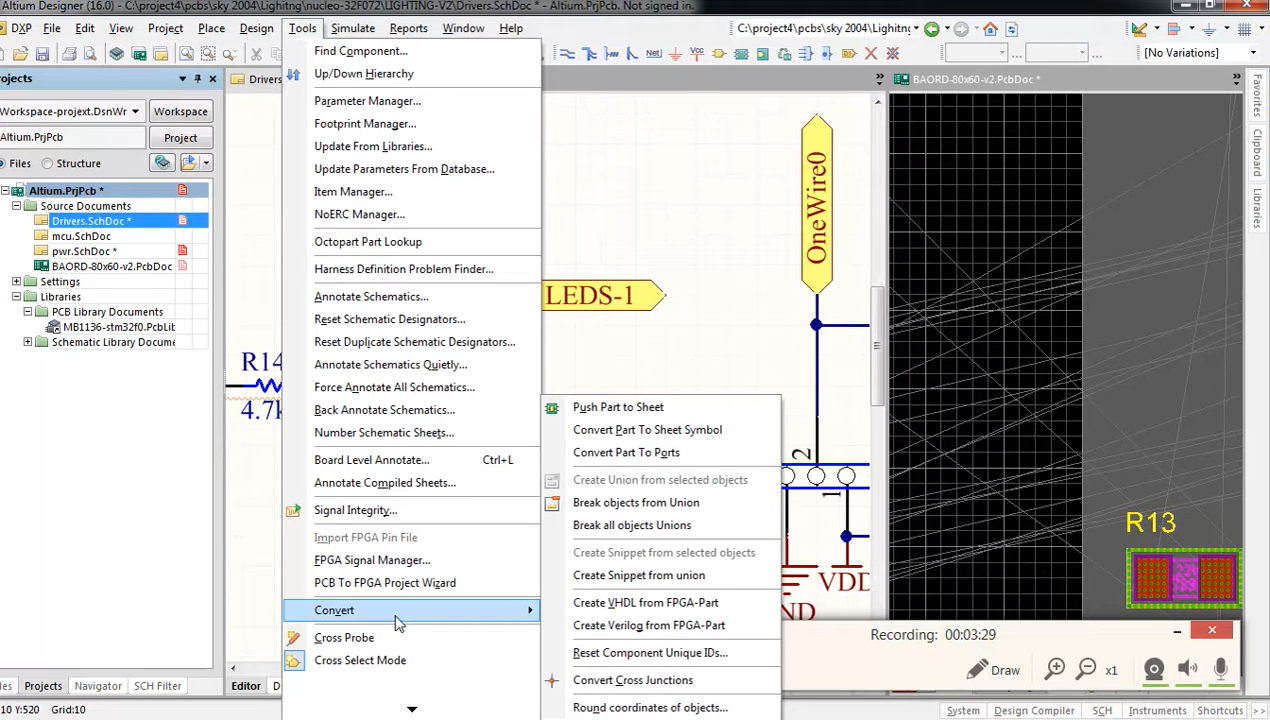 Altium Designer (16.0) - C:\project4\pcbs\sky 2004\Lighitng\nucleo-32F072\LIGHTING-V2\Drivers.SchDoc * - Altium.PrjPcb. Not signed in.
DXP File Edit View Project Place Design Tools Simulate Reports Window Help C:\project4\pcbs\sky 2004\Lighitng
[No Variations]
rojects
Workspace-projekt.DsnWr Workspace
Altium.PrjPcb Project
Files Structure
Altium.PrjPcb *
Source Documents
Drivers.SchDoc *
mcu.SchDoc
pwr.SchDoc *
BAORD-80x60-v2.PcbDoc
Settings
Libraries
PCB Library Documents
MB1136-stm32f0.PcbLib
Schematic Library Docume
Drivers
Find Component...
Up/Down Hierarchy
Parameter Manager...
Footprint Manager...
Update From Libraries...
Update Parameters From Database...
Item Manager...
NoERC Manager...
Octopart Part Lookup
Harness Definition Problem Finder...
Annotate Schematics...
Reset Schematic Designators...
Reset Duplicate Schematic Designators...
Annotate Schematics Quietly...
Force Annotate All Schematics...
Back Annotate Schematics...
Number Schematic Sheets...
Board Level Annotate... Ctrl+L
Annotate Compiled Sheets...
Signal Integrity...
Import FPGA Pin File
FPGA Signal Manager...
PCB To FPGA Project Wizard
Convert
Cross Probe
Cross Select Mode
Push Part to Sheet
Convert Part To Sheet Symbol
Convert Part To Ports
Create Union from selected objects
Break objects from Union
Break all objects Unions
Create Snippet from selected objects
Create Snippet from union
Create VHDL from FPGA-Part
Create Verilog from FPGA-Part
Reset Component Unique IDs...
Convert Cross Junctions
Round coordinates of objects...
R14
4.7k
LEDS-1
OneWire0
2
1
ND
VDD
BAORD-80x60-v2.PcbDoc *
R13
Favorites
Clipboard
Libraries
Recording: 00:03:29
Draw x1
les Projects Navigator SCH Filter Editor D
10 Y:520 Grid:10
System Design Compiler SCH Instruments Shortcuts >>